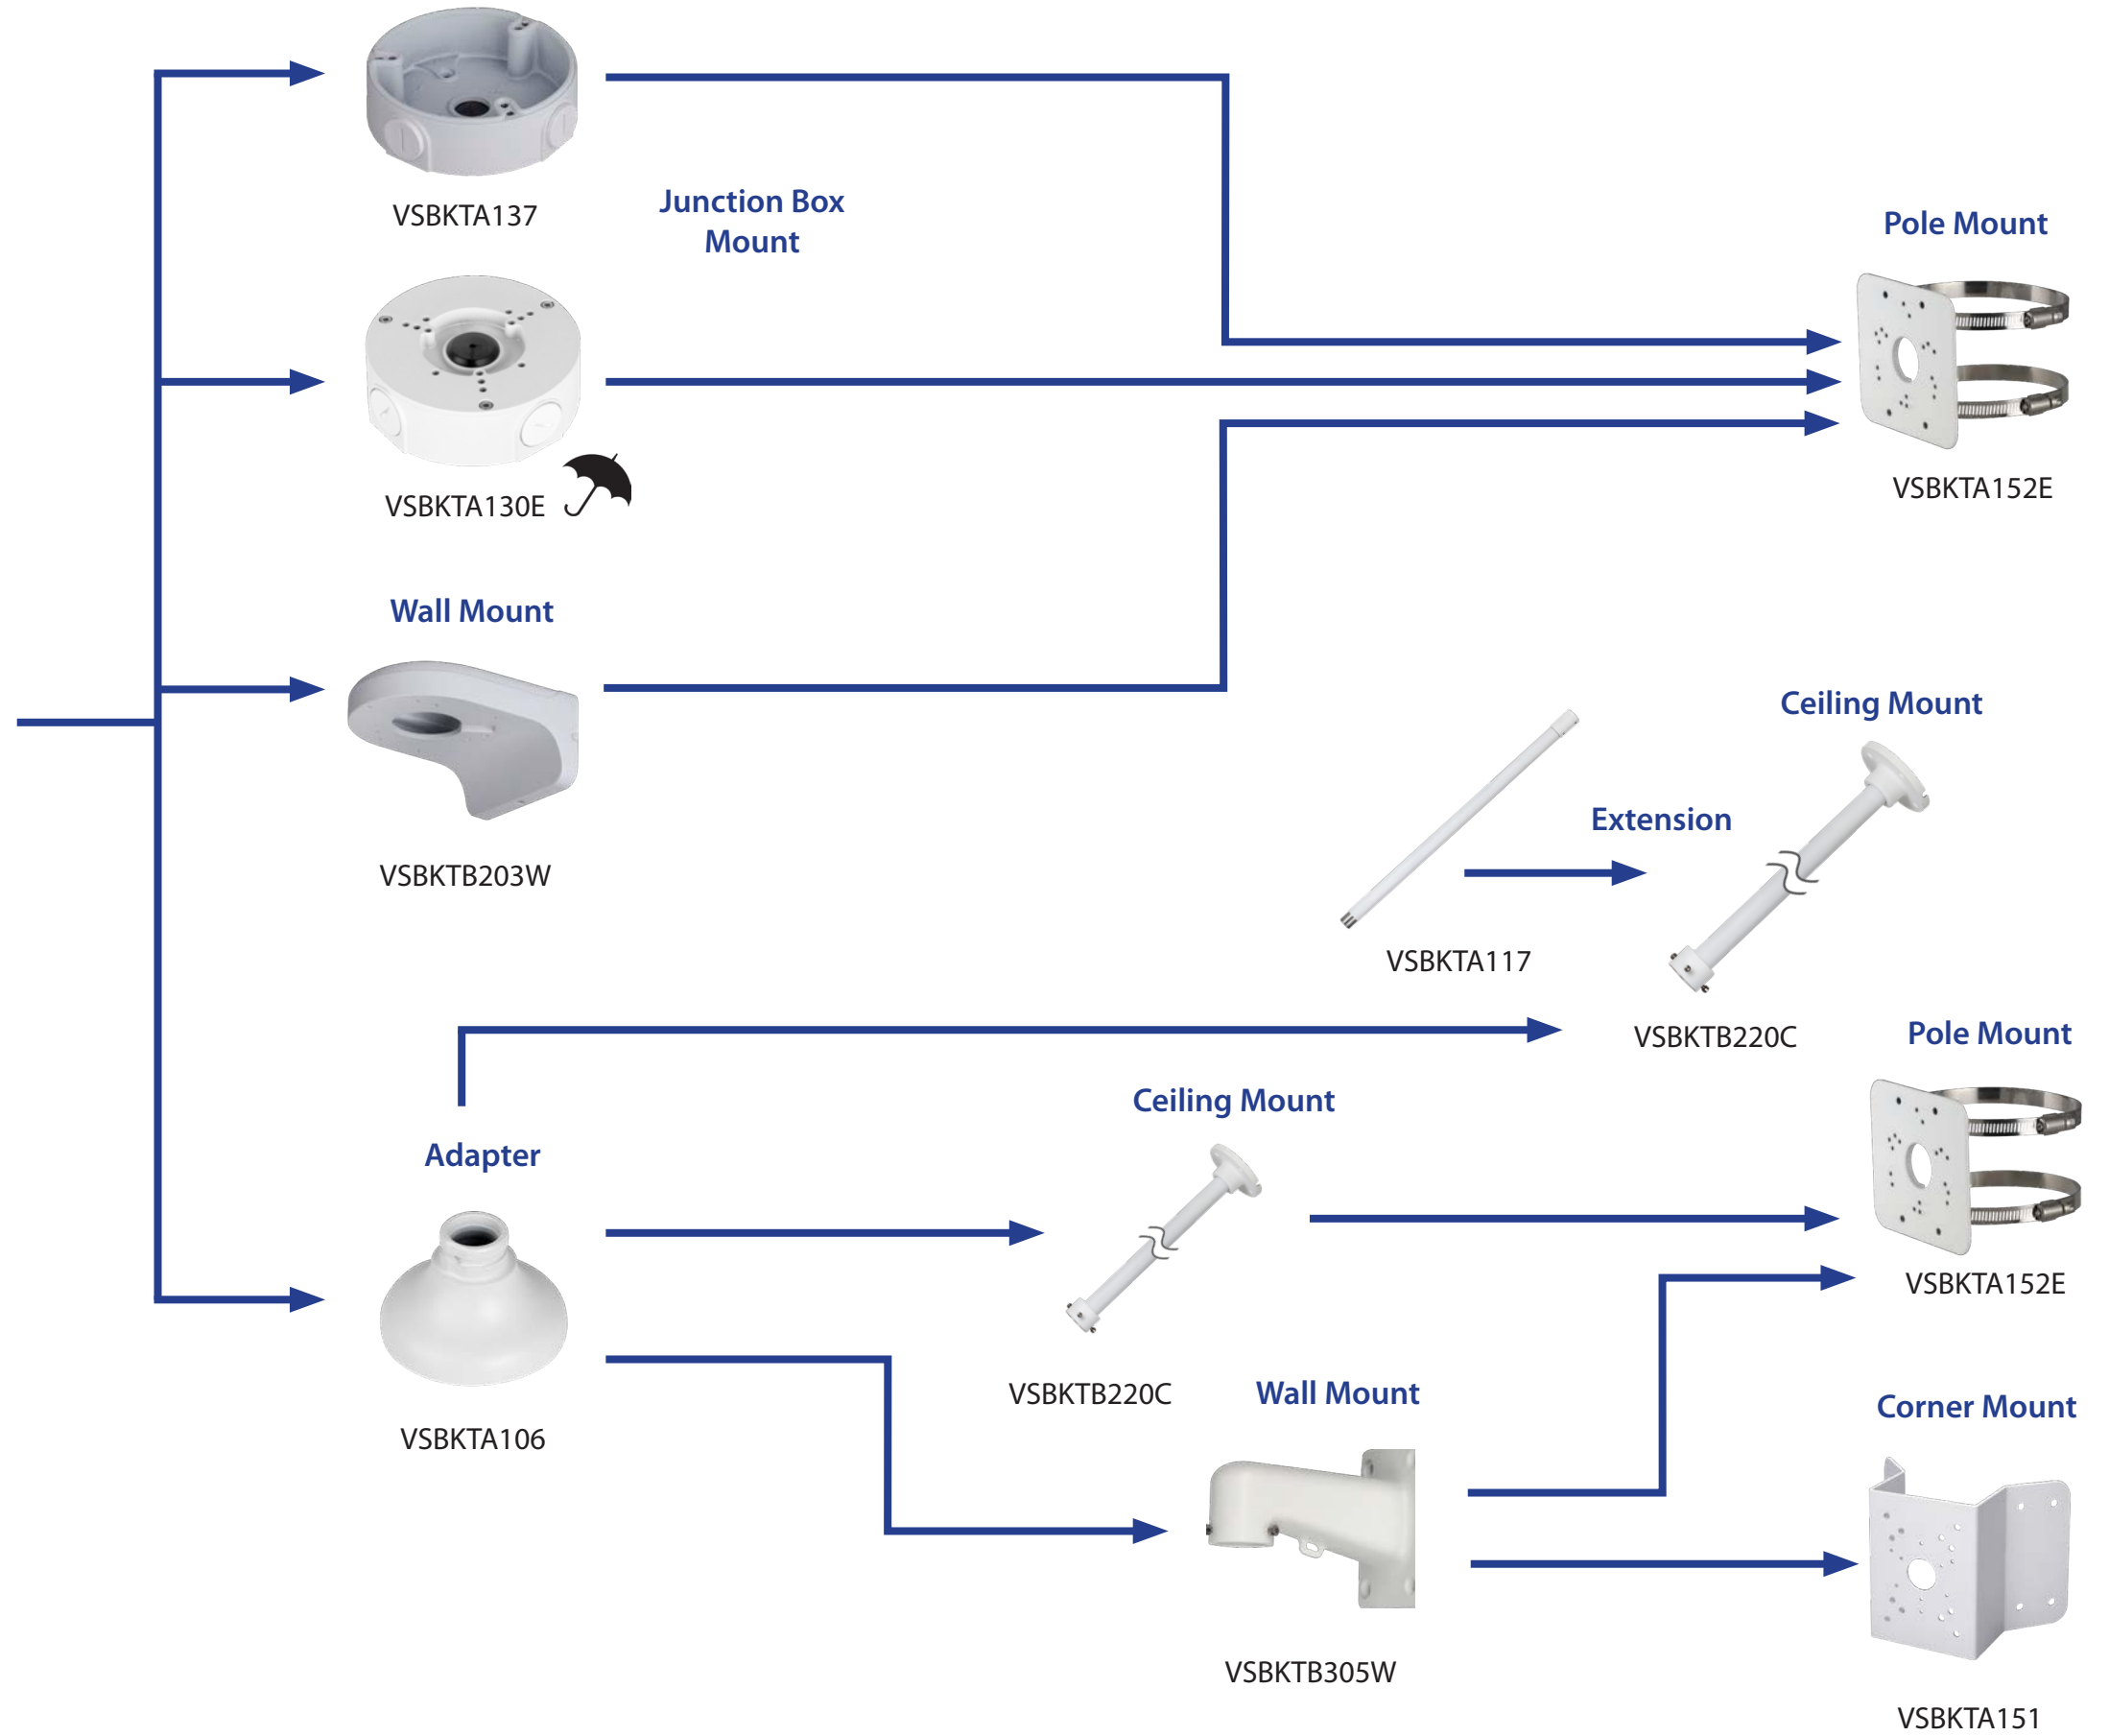 VSBKTA137
Junction Box
Mount
Pole Mount
VSBKTA130E
VSBKTA152E
Wall Mount
VSBKTB203W
Ceiling Mount
Extension
VSBKTA117
VSBKTB220C
Pole Mount
Ceiling Mount
Adapter
VSBKTA152E
VSBKTB220C
Wall Mount
Corner Mount
VSBKTA106
VSBKTB305W
VSBKTA151